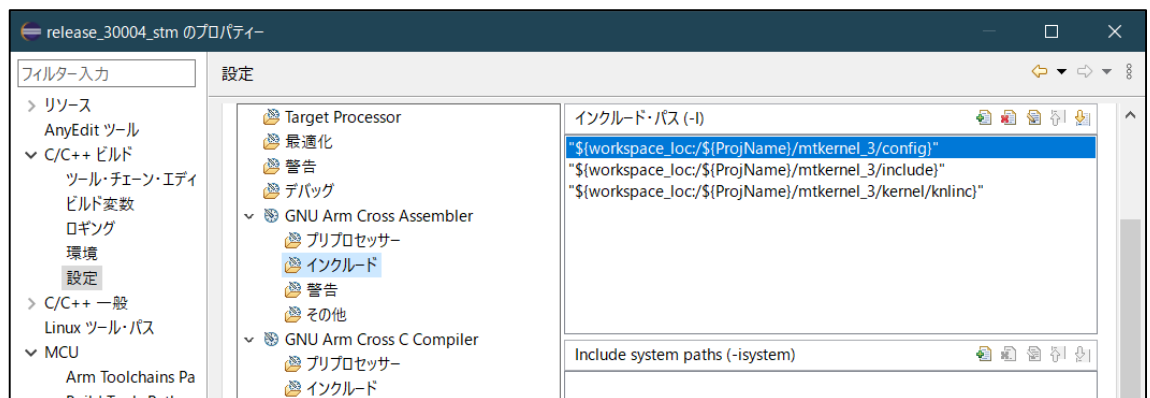 release_30004_stm のプロパティー
フィルター入力
設定
リソース
AnyEdit ツール
C/C++ ビルド
ツール・チェーン・エディ
ビルド変数
ロギング
環境
設定
C/C++ 一般
Linux ツール・パス
MCU
Arm Toolchains Pa
Target Processor
最適化
警告
デバッグ
GNU Arm Cross Assembler
プリプロセッサー
インクルード
警告
その他
GNU Arm Cross C Compiler
プリプロセッサー
インクルード
インクルード・パス (-I)
"${workspace_loc:/${ProjName}/mtkernel_3/config}"
"${workspace_loc:/${ProjName}/mtkernel_3/include}"
"${workspace_loc:/${ProjName}/mtkernel_3/kernel/knlinc}"
Include system paths (-isystem)